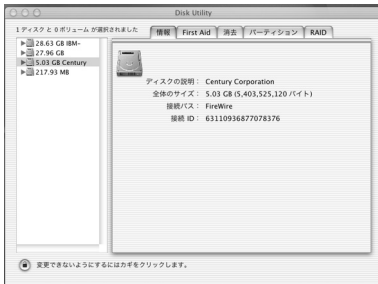 Disk Utility
1 ディスク と 0 ボリューム が選択されました
情報
First Aid
消去
パーティション
RAID
28.63 GB IBM-
27.96 GB
5.03 GB Century
217.93 MB
ディスクの説明： Century Corporation
全体のサイズ： 5.03 GB (5,403,525,120 バイト)
接続バス： FireWire
接続 ID： 63110936877078376
変更できないようにするにはカギをクリックします。